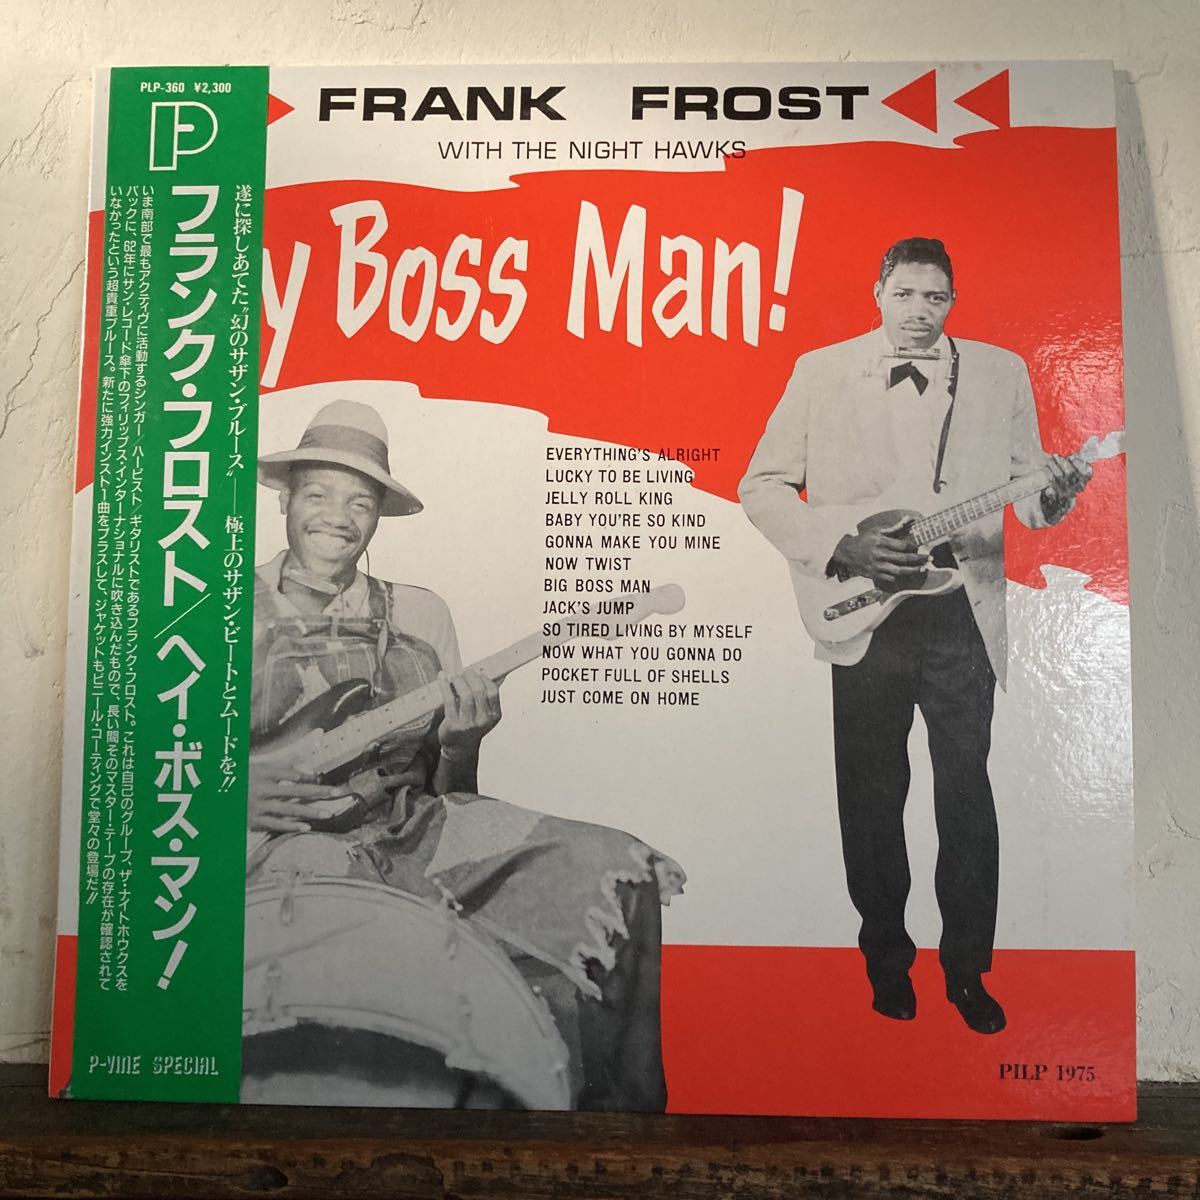 PLP-360 ¥2,300
P
フランク・フロスト/ヘイ・ボス・マン!
遂に探しあてた"幻のサザン・ブルース"——極上のサザン・ビートとムードを!!
いま南部で最もアクティヴに活動するシンガー/ハーピスト/ギタリストであるフランク・フロスト。これは自己のグループ、ザ・ナイトホウクスを
バックに、62年にサン・レコード傘下のフィリップス・インターナショナルに吹き込んだもので、長い間そのマスター・テープの存在が確認されて
いなかったという超貴重ブルース。新たに強力インスト1曲をプラスして、ジャケットもビニール・コーティングで堂々の登場だ!!
P-VINE SPECIAL
FRANK FROST
WITH THE NIGHT HAWKS
y Boss Man!
EVERYTHING'S ALRIGHT
LUCKY TO BE LIVING
JELLY ROLL KING
BABY YOU'RE SO KIND
GONNA MAKE YOU MINE
NOW TWIST
BIG BOSS MAN
JACK'S JUMP
SO TIRED LIVING BY MYSELF
NOW WHAT YOU GONNA DO
POCKET FULL OF SHELLS
JUST COME ON HOME
PILP 1975